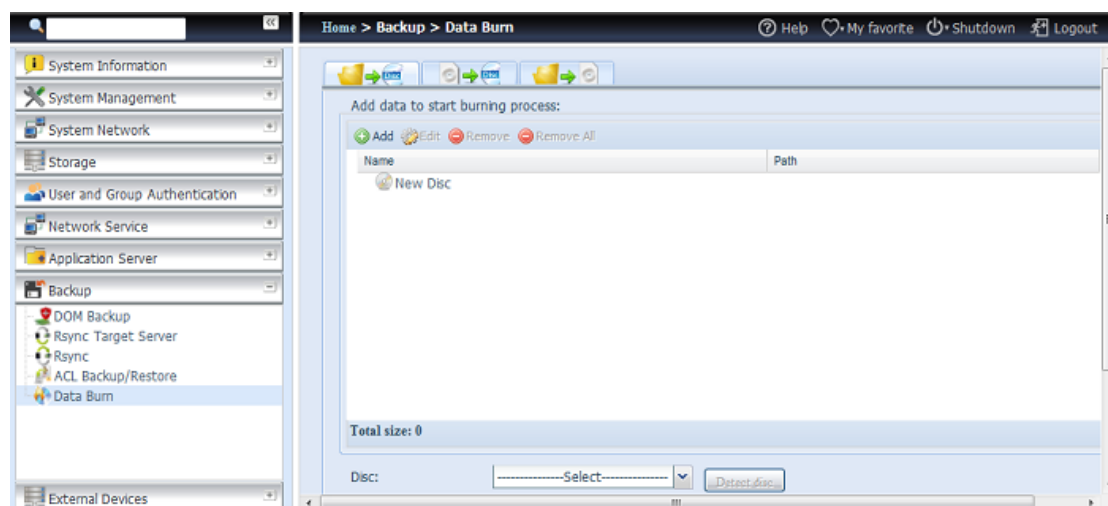 Home > Backup > Data Burn
Help My favorite Shutdown Logout
System Information
System Management
System Network
Storage
User and Group Authentication
Network Service
Application Server
Backup
DOM Backup
Rsync Target Server
Rsync
ACL Backup/Restore
Data Burn
External Devices
Disc Disc
Add data to start burning process:
Add Edit Remove Remove All
Name Path
New Disc
Total size: 0
Disc: --------------Select-------------- Detect disc...